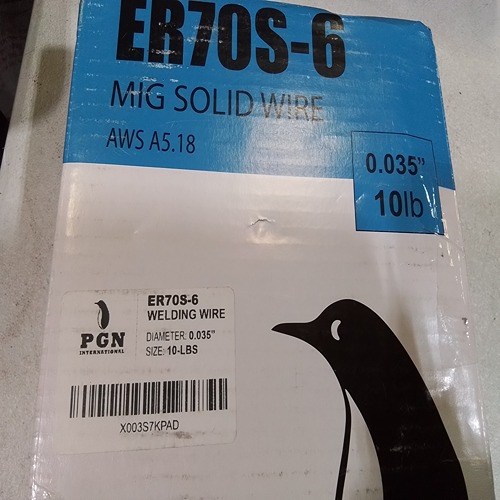 ER70S-6
MIG SOLID WIRE
AWS A5.18
0.035”
10lb
PGN
INTERNATIONAL
ER70S-6
WELDING WIRE
DIAMETER: 0.035"
SIZE: 10-LBS
X003S7KPAD